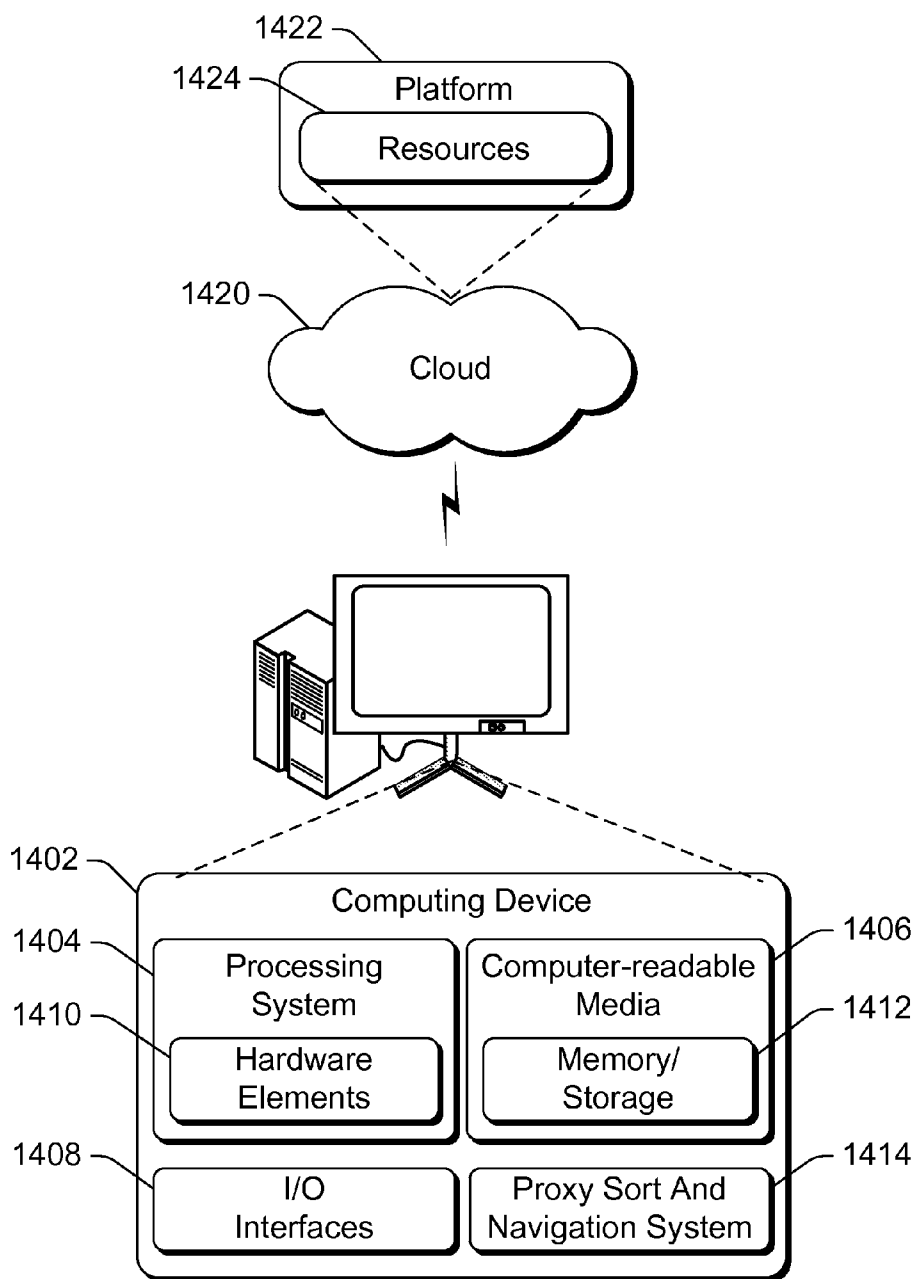 1422
Platform
1424
Resources
1420
Cloud
1402
Computing Device
1404
Processing
System
1406
Computer-readable
Media
1410
Hardware
Elements
1412
Memory/
Storage
1408
I/O
Interfaces
1414
Proxy Sort And
Navigation System